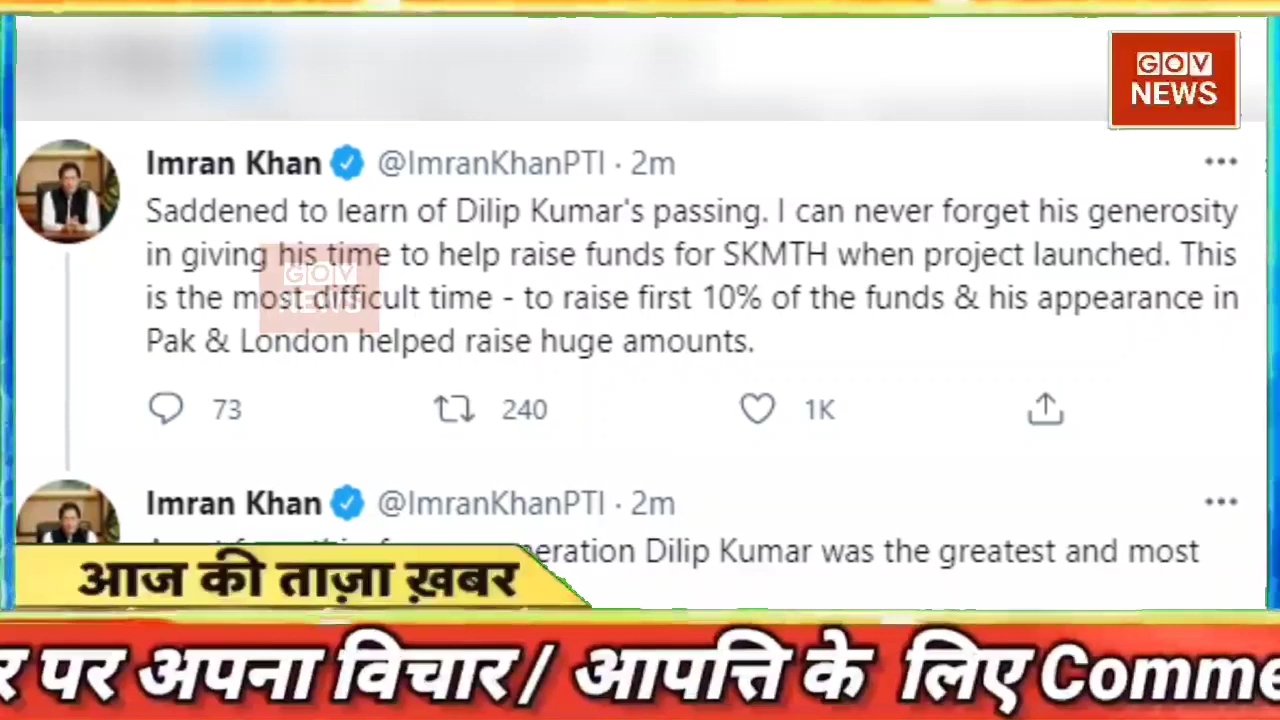 GOV
NEWS
Imran Khan @ImranKhanPTI · 2m
Saddened to learn of Dilip Kumar's passing. I can never forget his generosity
in giving his time to help raise funds for SKMTH when project launched. This
is the most difficult time - to raise first 10% of the funds & his appearance in
Pak & London helped raise huge amounts.
GOV
NEWS
73 240 1K
Imran Khan @ImranKhanPTI · 2m
Dilip Kumar was the greatest and most
आज की ताज़ा ख़बर
पर अपना विचार/ आपत्ति के लिए Comme